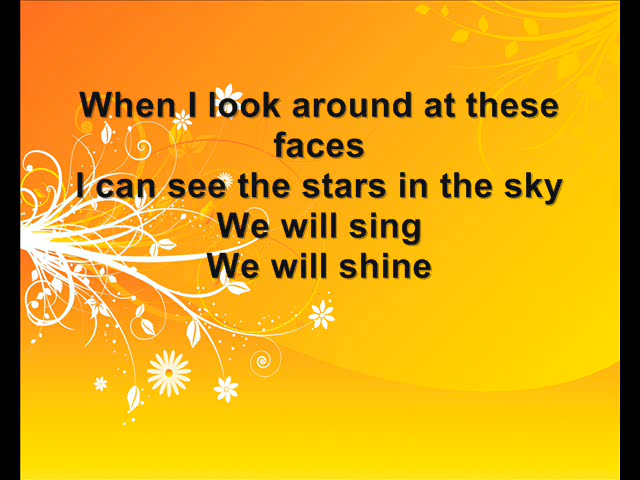 When I look around at these
faces
I can see the stars in the sky
We will sing
We will shine